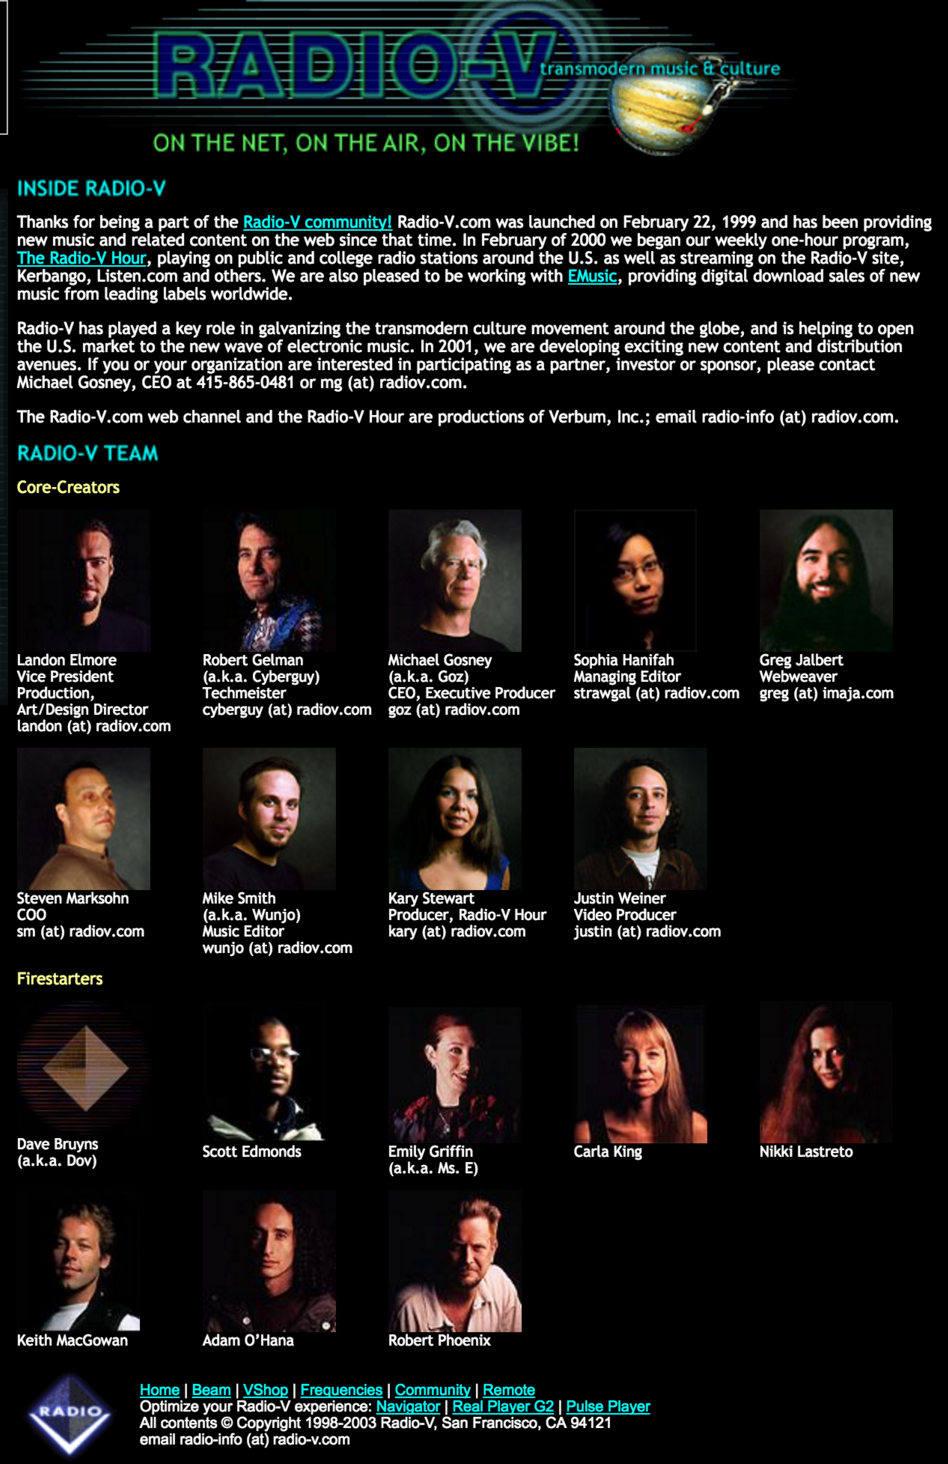 RADIO-V
transmodern music & culture
ON THE NET, ON THE AIR, ON THE VIBE!
INSIDE RADIO-V
Thanks for being a part of the Radio-V community! Radio-V.com was launched on February 22, 1999 and has been providing
new music and related content on the web since that time. In February of 2000 we began our weekly one-hour program,
The Radio-V Hour, playing on public and college radio stations around the U.S. as well as streaming on the Radio-V site,
Kerbango, Listen.com and others. We are also pleased to be working with EMusic, providing digital download sales of new
music from leading labels worldwide.
Radio-V has played a key role in galvanizing the transmodern culture movement around the globe, and is helping to open
the U.S. market to the new wave of electronic music. In 2001, we are developing exciting new content and distribution
avenues. If you or your organization are interested in participating as a partner, investor or sponsor, please contact
Michael Gosney, CEO at 415-865-0481 or mg (at) radiov.com.
The Radio-V.com web channel and the Radio-V Hour are productions of Verbum, Inc.; email radio-info (at) radiov.com.
RADIO-V TEAM
Core-Creators
Landon Elmore
Vice President
Production,
Art/Design Director
landon (at) radiov.com
Robert Gelman
(a.k.a. Cyberguy)
Techmeister
cyberguy (at) radiov.com
Michael Gosney
(a.k.a. Goz)
CEO, Executive Producer
goz (at) radiov.com
Sophia Hanifah
Managing Editor
strawgal (at) radiov.com
Greg Jalbert
Webweaver
greg (at) imaja.com
Steven Marksohn
COO
sm (at) radiov.com
Mike Smith
(a.k.a. Wunjo)
Music Editor
wunjo (at) radiov.com
Kary Stewart
Producer, Radio-V Hour
kary (at) radiov.com
Justin Weiner
Video Producer
justin (at) radiov.com
Firestarters
Dave Bruyns
(a.k.a. Dov)
Scott Edmonds
Emily Griffin
(a.k.a. Ms. E)
Carla King
Nikki Lastreto
Keith MacGowan
Adam O'Hana
Robert Phoenix
RADIO
Home | Beam | VShop | Frequencies | Community | Remote
Optimize your Radio-V experience: Navigator | Real Player G2 | Pulse Player
All contents © Copyright 1998-2003 Radio-V, San Francisco, CA 94121
email radio-info (at) radio-v.com